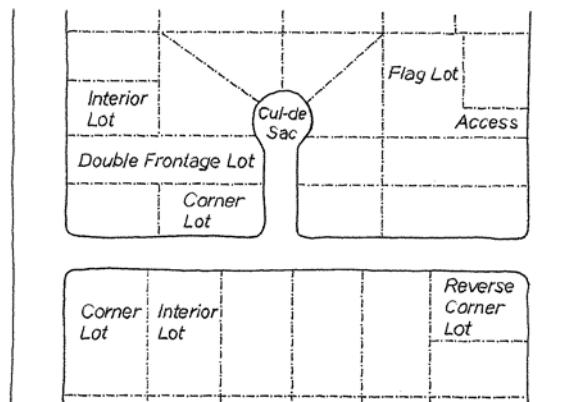 Flag Lot
Interior
Lot
Cul-de
Sac
Access
Double Frontage Lot
Corner
Lot
Corner
Lot
Interior
Lot
Reverse
Corner
Lot